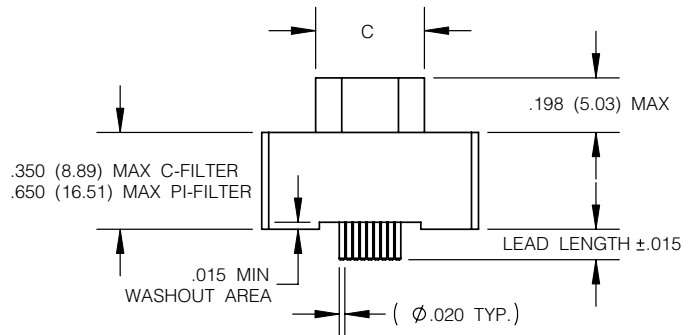 C
.198 (5.03) MAX
.350 (8.89) MAX C-FILTER
.650 (16.51) MAX PI-FILTER
LEAD LENGTH ±.015
.015 MIN
WASHOUT AREA
( Ø.020 TYP. )